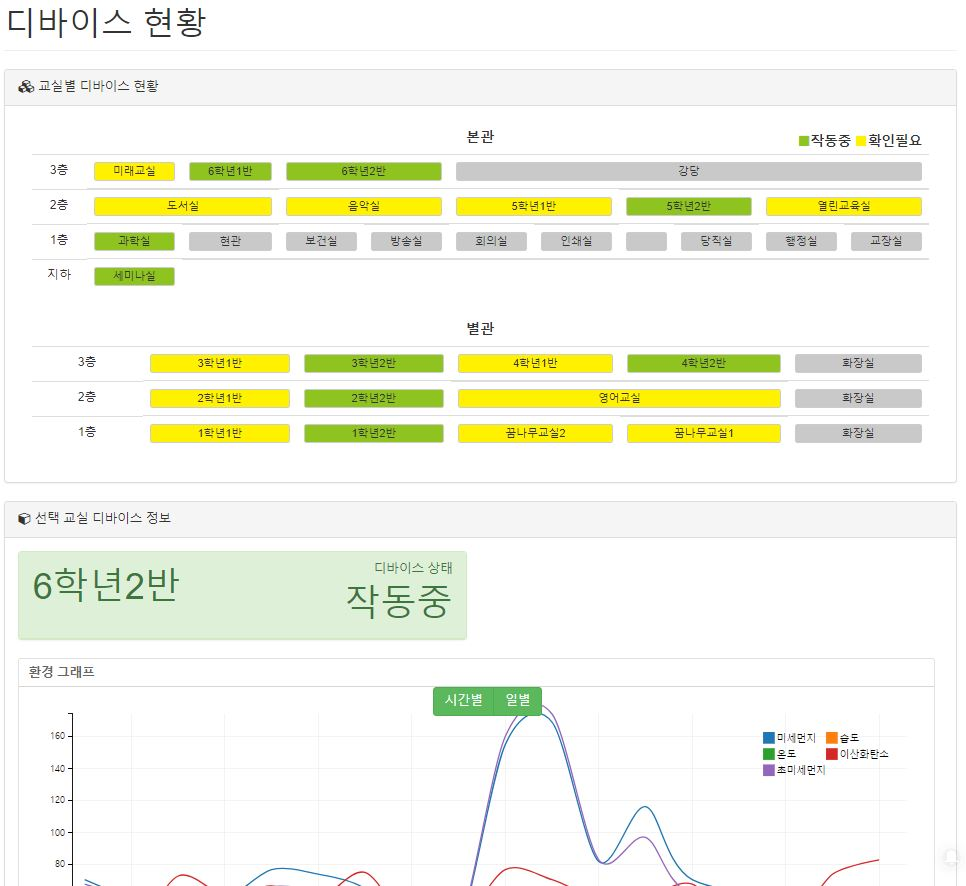 디바이스 현황
교실별 디바이스 현황
본관
작동중 확인필요
3층 미래교실 6학년1반 6학년2반 강당
2층 도서실 음악실 5학년1반 5학년2반 열린교육실
1층 과학실 현관 보건실 방송실 회의실 인쇄실 당직실 행정실 교장실
지하 세미나실
별관
3층 3학년1반 3학년2반 4학년1반 4학년2반 화장실
2층 2학년1반 2학년2반 영어교실 화장실
1층 1학년1반 1학년2반 꿈나무교실2 꿈나무교실1 화장실
선택 교실 디바이스 정보
디바이스 상태
6학년2반 작동중
환경 그래프
시간별 일별
160
미세먼지 습도
온도 이산화탄소
초미세먼지
140
120
100
80